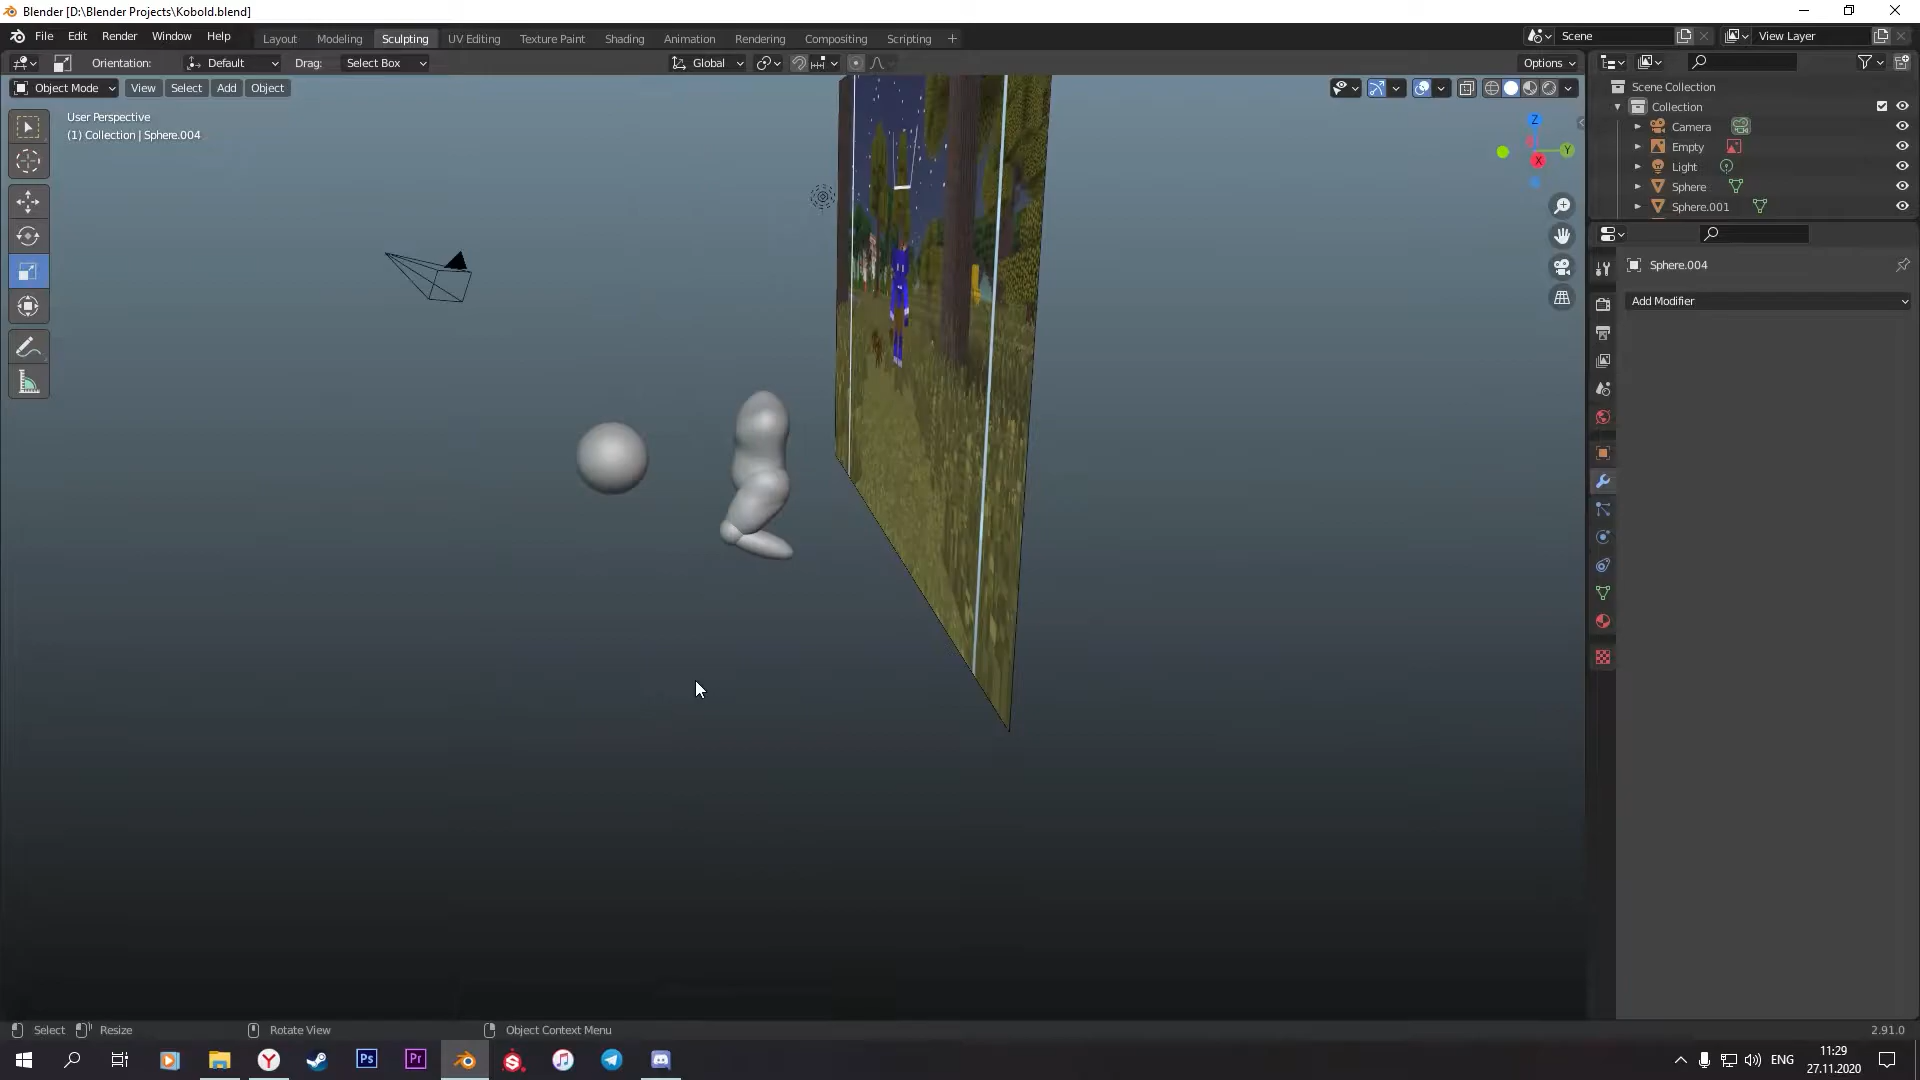 Blender [D:\Blender Projects\Kobold.blend]
File Edit Render Window Help Layout Modeling Sculpting UV Editing Texture Paint Shading Animation Rendering Compositing Scripting Scene View Layer
Orientation: Default Drag: Select Box Global Options
Object Mode View Select Add Object
User Perspective
(1) Collection | Sphere.004
Z
Y
X
Scene Collection
Collection
Camera
Empty
Light
Sphere
Sphere.001
Sphere.004
Add Modifier
Select Resize Rotate View Object Context Menu 2.91.0
Ps Pr ENG
11:29
27.11.2020